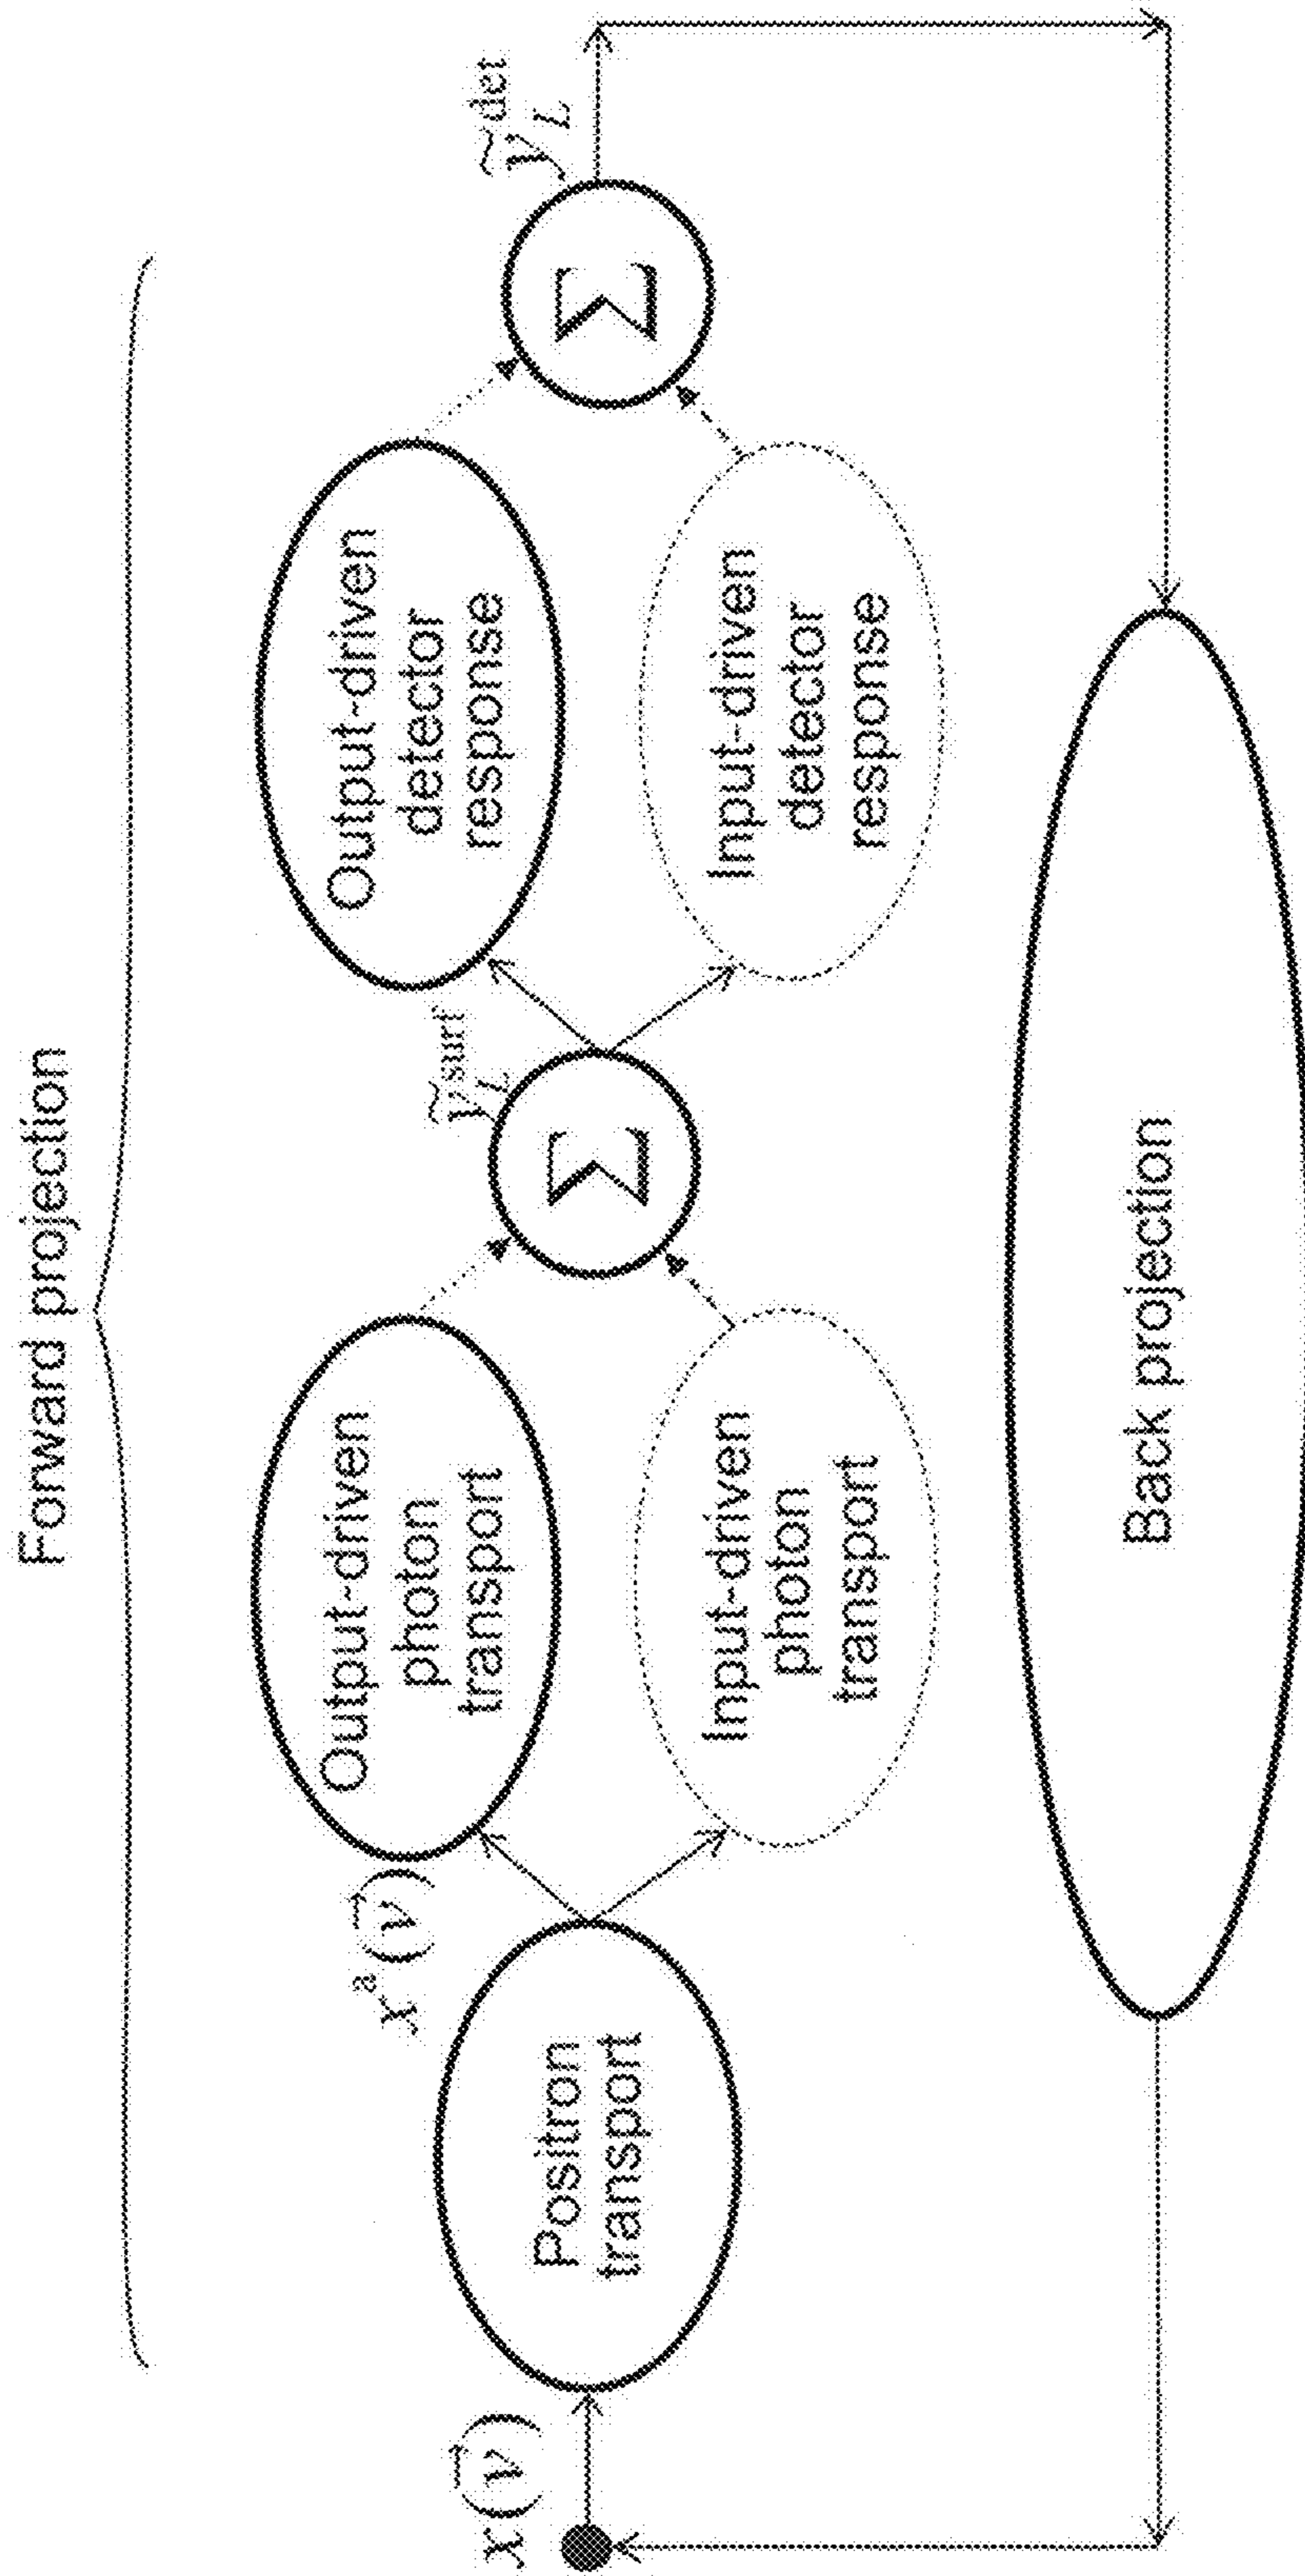 Forward projection
x(v⃗)
Positron
transport
xᵃ(v⃗)
Output-driven
photon
transport
Input-driven
photon
transport
Σ
ỹ_L^surf
Output-driven
detector
response
Input-driven
detector
response
Σ
ỹ_L^det
Back projection